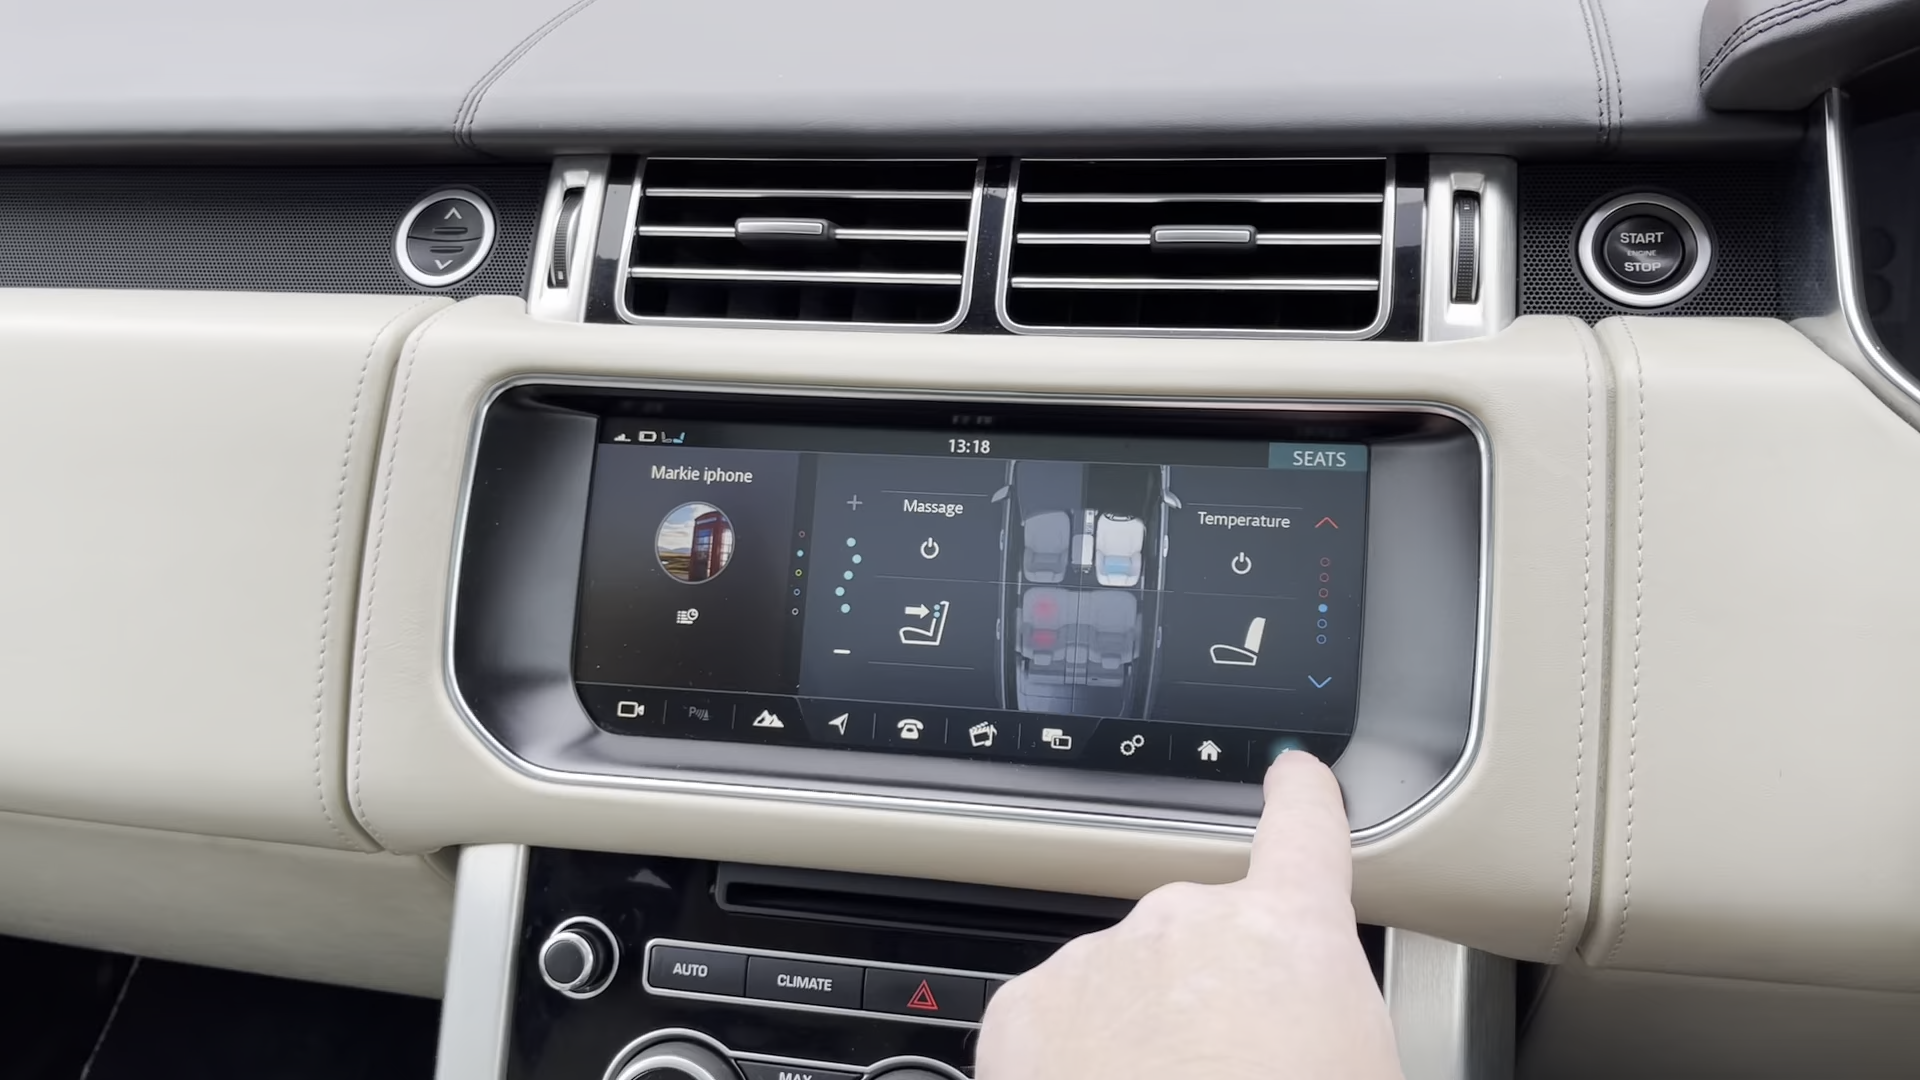 START
ENGINE
STOP
13:18
SEATS
Markie iphone
Massage
Temperature
AUTO
CLIMATE
MAX